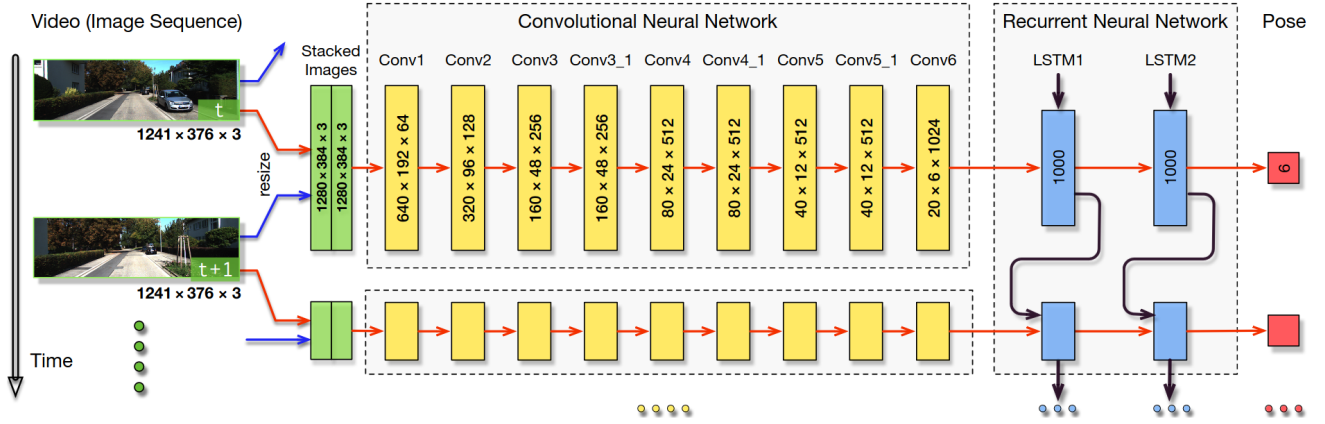 Video (Image Sequence)
Convolutional Neural Network
Recurrent Neural Network
Pose
Stacked
Images
Conv1
Conv2
Conv3
Conv3_1
Conv4
Conv4_1
Conv5
Conv5_1
Conv6
LSTM1
LSTM2
t
1241 × 376 × 3
resize
1280 × 384 × 3
1280 × 384 × 3
640 × 192 × 64
320 × 96 × 128
160 × 48 × 256
160 × 48 × 256
80 × 24 × 512
80 × 24 × 512
40 × 12 × 512
40 × 12 × 512
20 × 6 × 1024
1000
1000
6
t+1
1241 × 376 × 3
Time